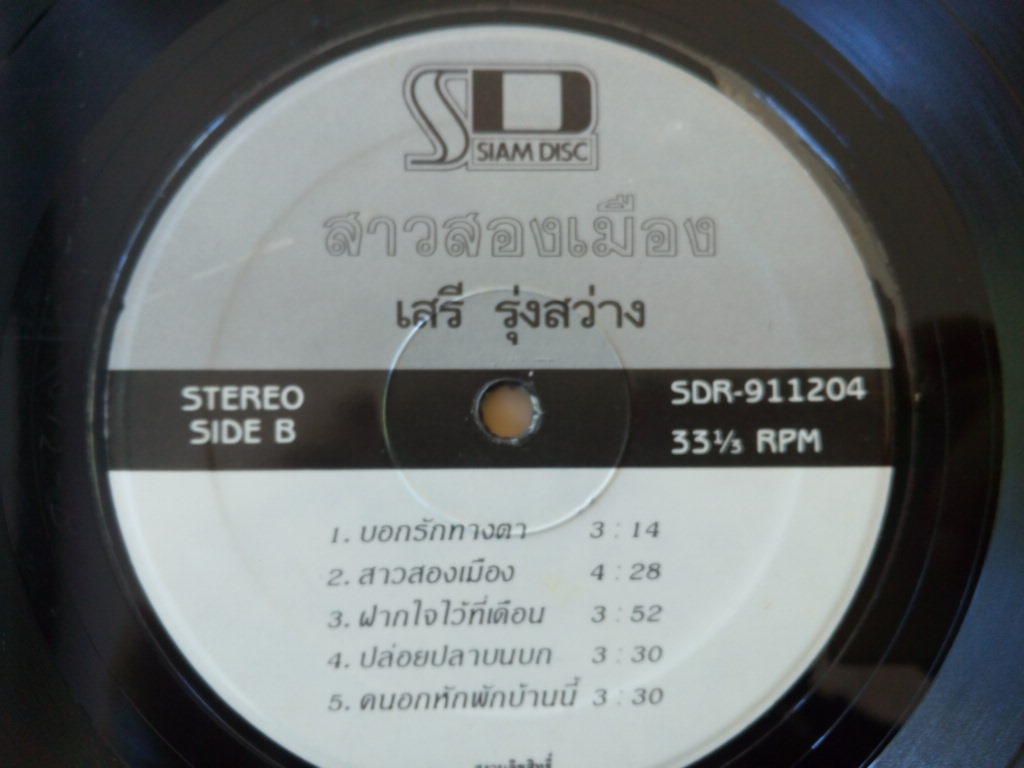 SD
SIAM DISC
สาวสองเมือง
เสรี รุ่งสว่าง
STEREO
SIDE B
SDR-911204
33⅓ RPM
1. บอกรักทางตา 3 : 14
2. สาวสองเมือง 4 : 28
3. ฝากใจไว้ที่เดือน 3 : 52
4. ปล่อยปลาบนบก 3 : 30
5. คนอกหักพักบ้านนี้ 3 : 30